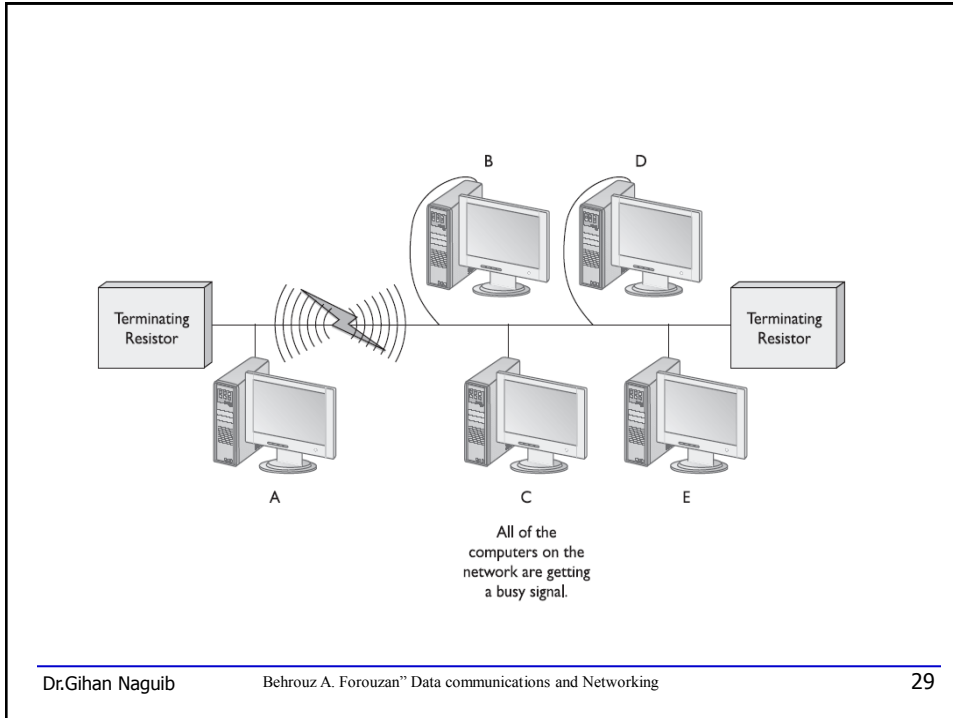 B
D
Terminating
Resistor
Terminating
Resistor
A
C
E
All of the
computers on the
network are getting
a busy signal.
Dr.Gihan Naguib
Behrouz A. Forouzan” Data communications and Networking
29